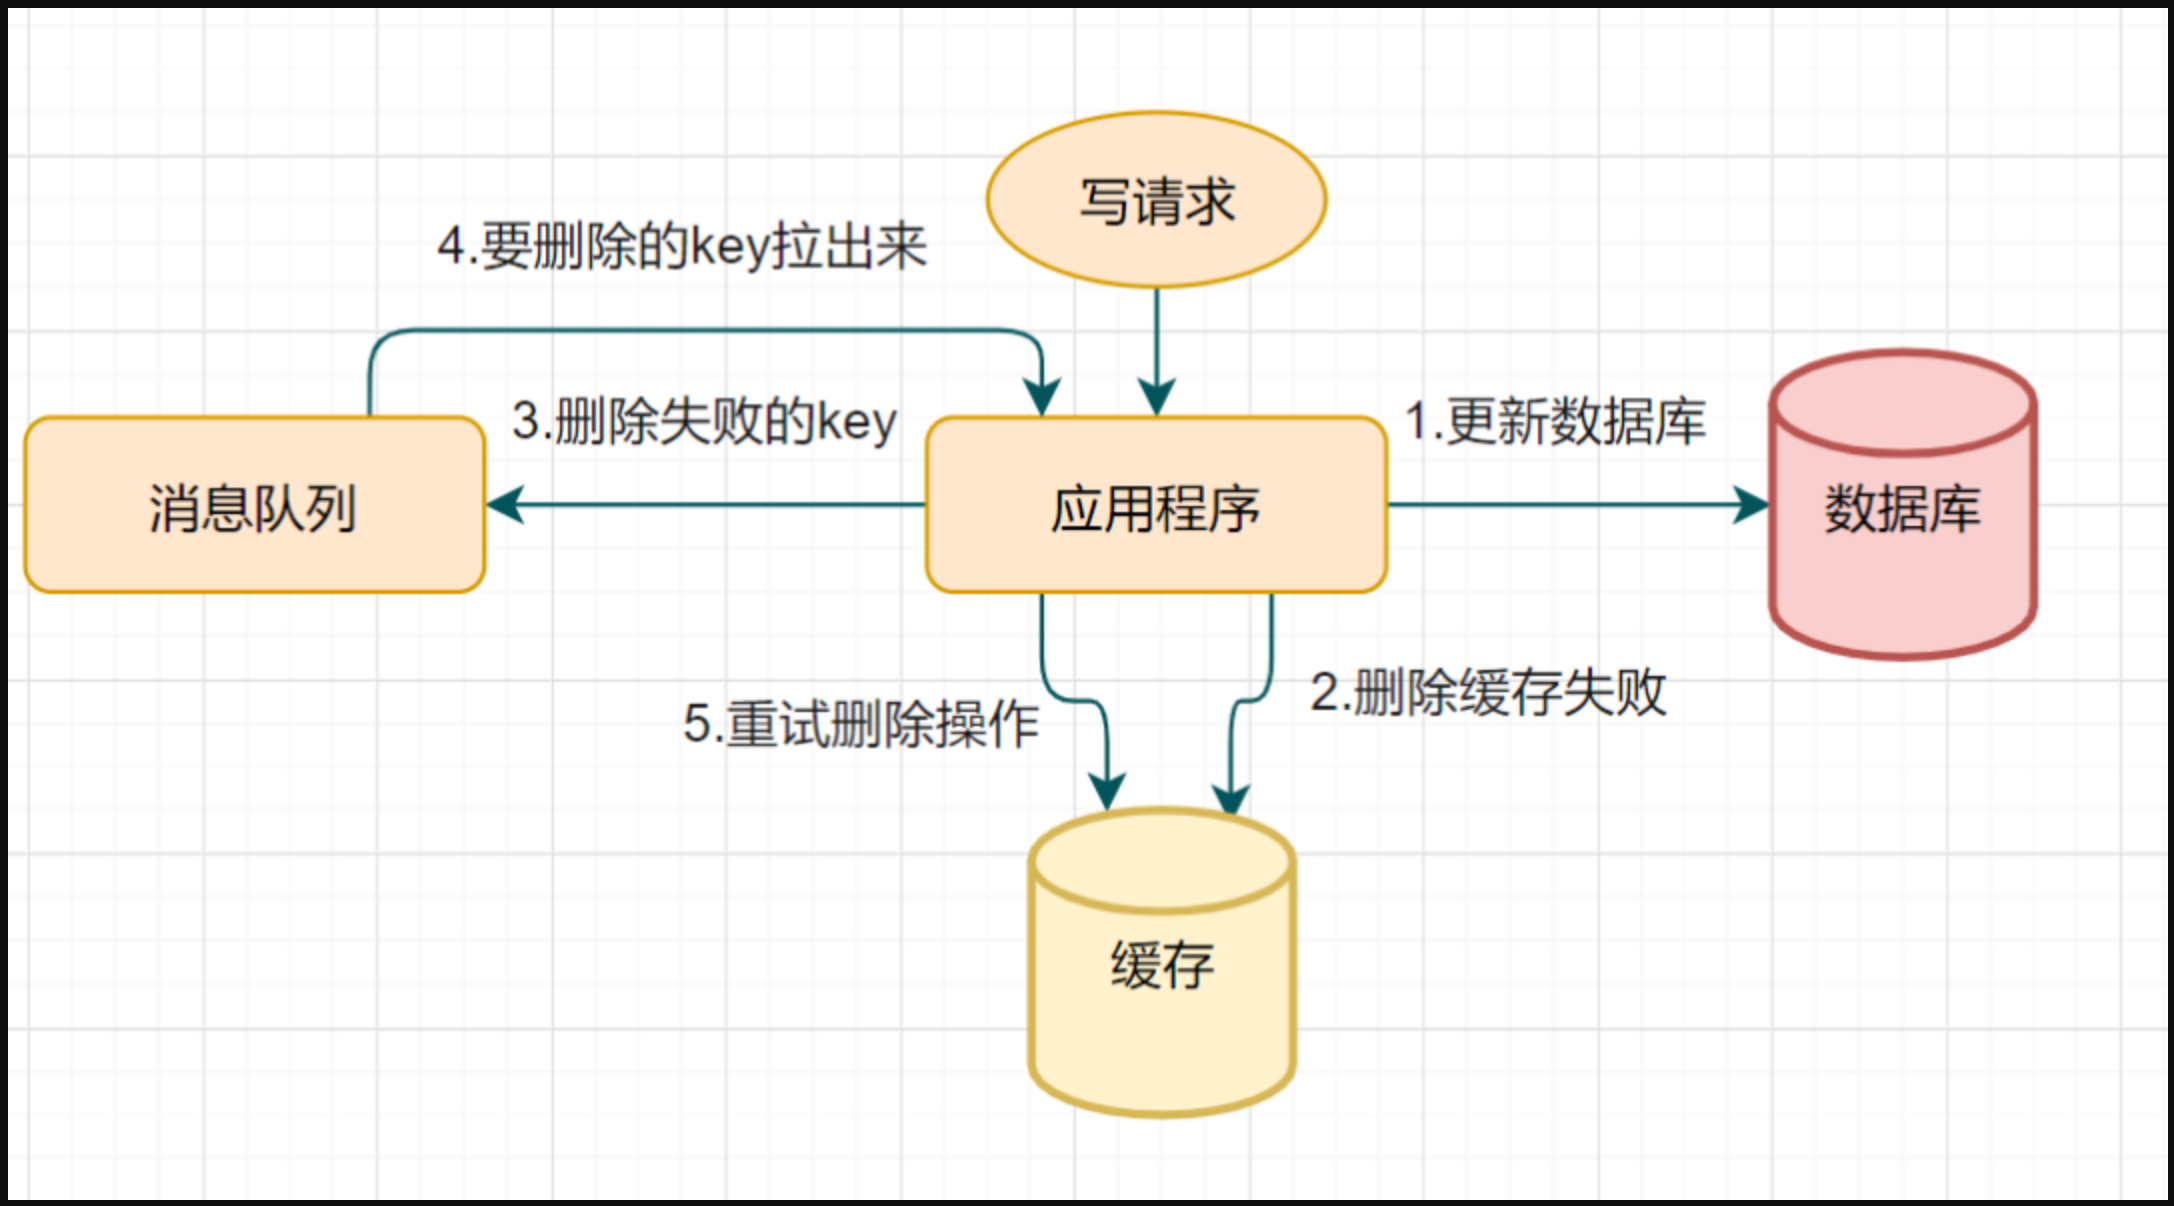 写请求
4.要删除的key拉出来
3.删除失败的key
1.更新数据库
消息队列
应用程序
数据库
5.重试删除操作
2.删除缓存失败
缓存